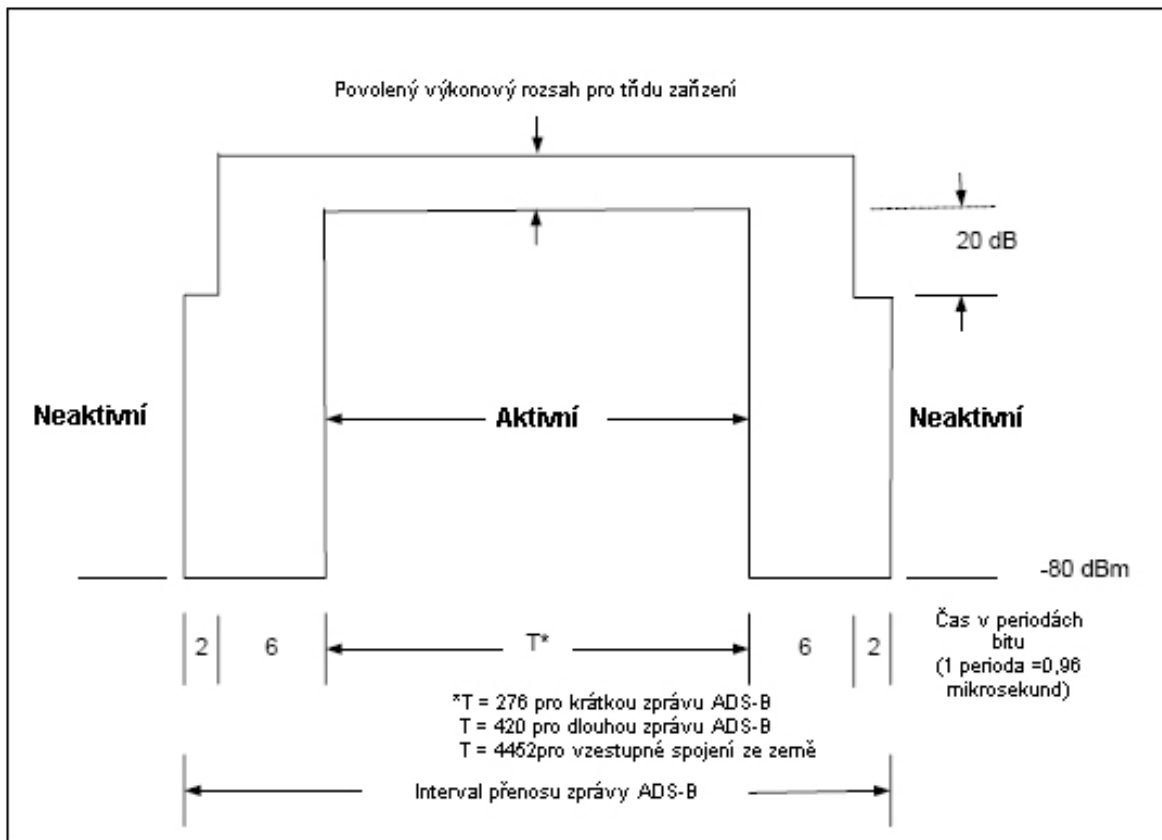 Povolený výkonový rozsah pro třídu zařízení
20 dB
Neaktivní
Aktivní
Neaktivní
-80 dBm
2
6
T*
6
2
Čas v periodách
bitu
(1 perioda =0,96
mikrosekund)
*T = 276 pro krátkou zprávu ADS-B
T = 420 pro dlouhou zprávu ADS-B
T = 4452pro vzestupné spojení ze země
Interval přenosu zprávy ADS-B